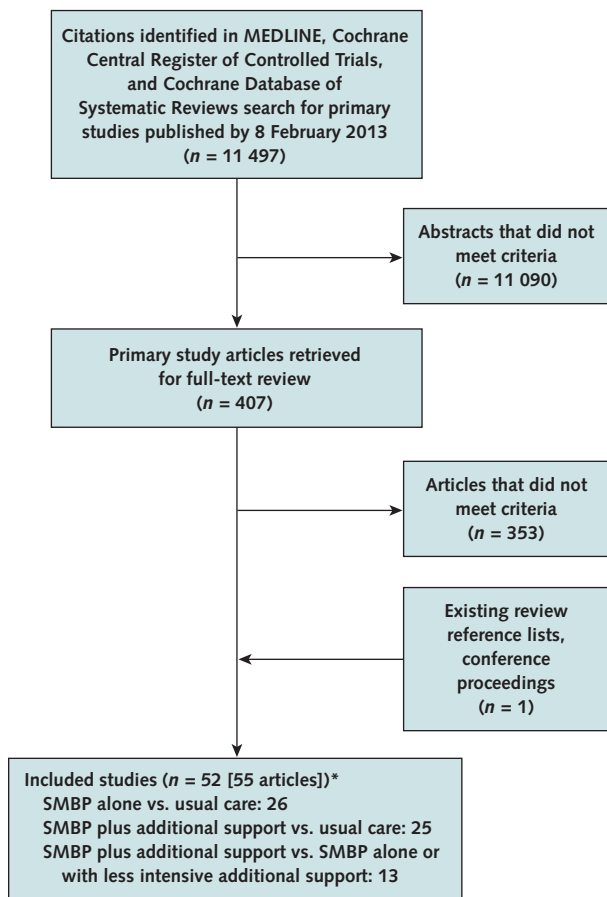 Citations identified in MEDLINE, Cochrane
Central Register of Controlled Trials,
and Cochrane Database of
Systematic Reviews search for primary
studies published by 8 February 2013
(n = 11 497)
Abstracts that did not
meet criteria
(n = 11 090)
Primary study articles retrieved
for full-text review
(n = 407)
Articles that did not
meet criteria
(n = 353)
Existing review
reference lists,
conference
proceedings
(n = 1)
Included studies (n = 52 [55 articles])*
SMBP alone vs. usual care: 26
SMBP plus additional support vs. usual care: 25
SMBP plus additional support vs. SMBP alone or
with less intensive additional support: 13